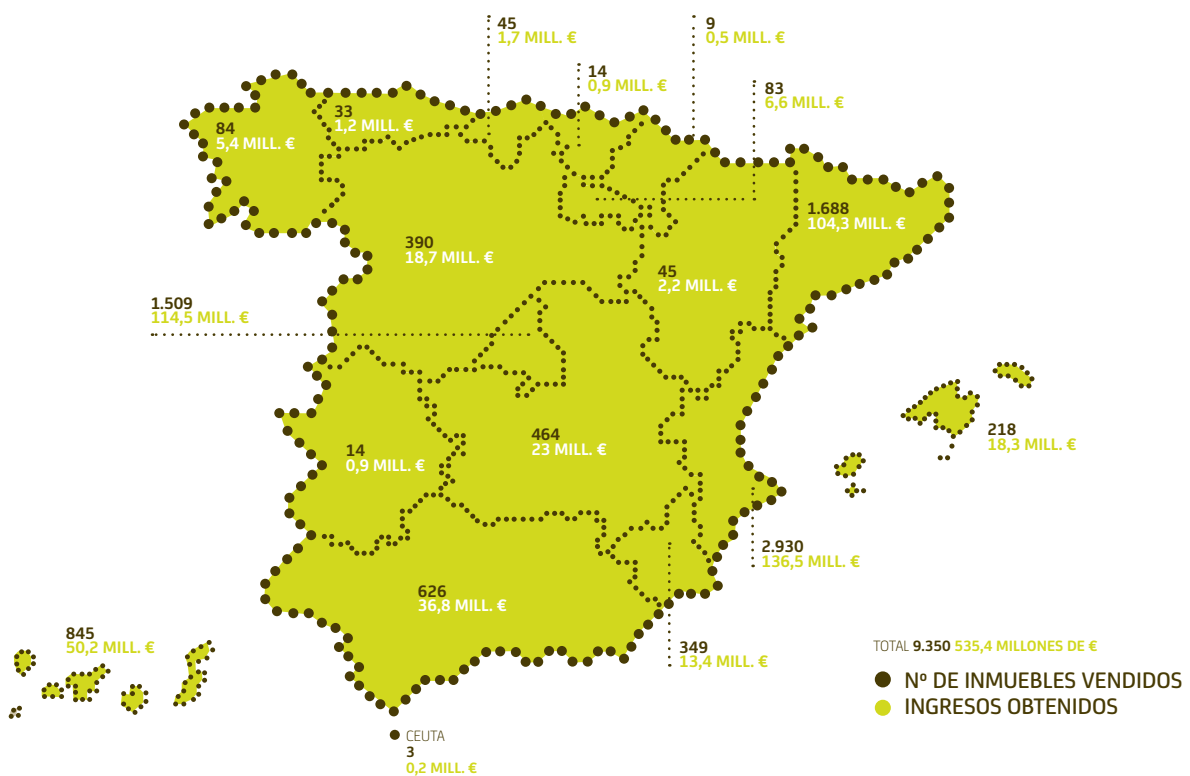 45
1,7 MILL. €
9
0,5 MILL. €
14
0,9 MILL. €
83
6,6 MILL. €
33
1,2 MILL. €
84
5,4 MILL. €
1.688
104,3 MILL. €
390
18,7 MILL. €
45
2,2 MILL. €
1.509
114,5 MILL. €
464
23 MILL. €
218
18,3 MILL. €
14
0,9 MILL. €
2.930
136,5 MILL. €
626
36,8 MILL. €
845
50,2 MILL. €
349
13,4 MILL. €
TOTAL 9.350 535,4 MILLONES DE €
Nº DE INMUEBLES VENDIDOS
INGRESOS OBTENIDOS
CEUTA
3
0,2 MILL. €